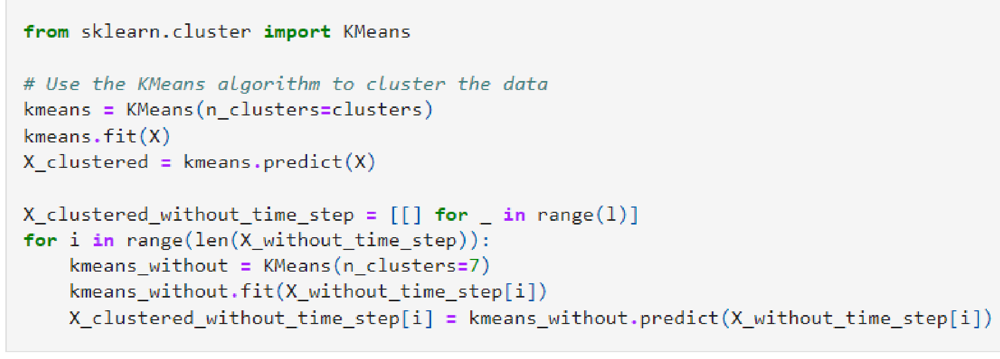 from sklearn.cluster import KMeans
# Use the KMeans algorithm to cluster the data
kmeans = KMeans(n_clusters=clusters)
kmeans.fit(X)
X_clustered = kmeans.predict(X)
X_clustered_without_time_step = [[] for _ in range(l)]
for i in range(len(X_without_time_step)):
    kmeans_without = KMeans(n_clusters=7)
    kmeans_without.fit(X_without_time_step[i])
    X_clustered_without_time_step[i] = kmeans_without.predict(X_without_time_step[i])